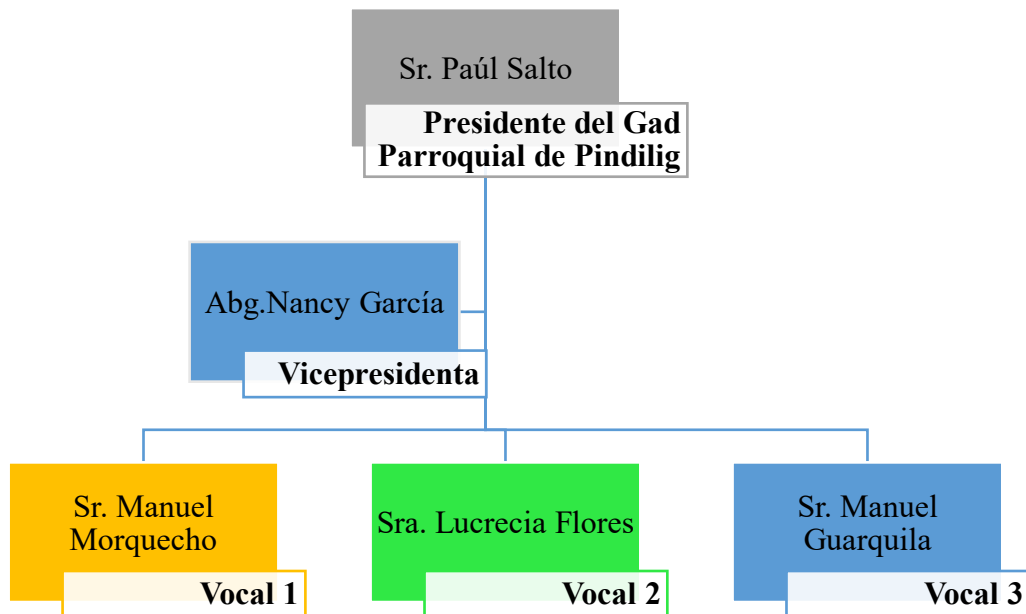 Sr. Paúl Salto
Presidente del Gad
Parroquial de Pindilig
Abg.Nancy García
Vicepresidenta
Sr. Manuel
Morquecho
Vocal 1
Sra. Lucrecia Flores
Vocal 2
Sr. Manuel
Guarquila
Vocal 3